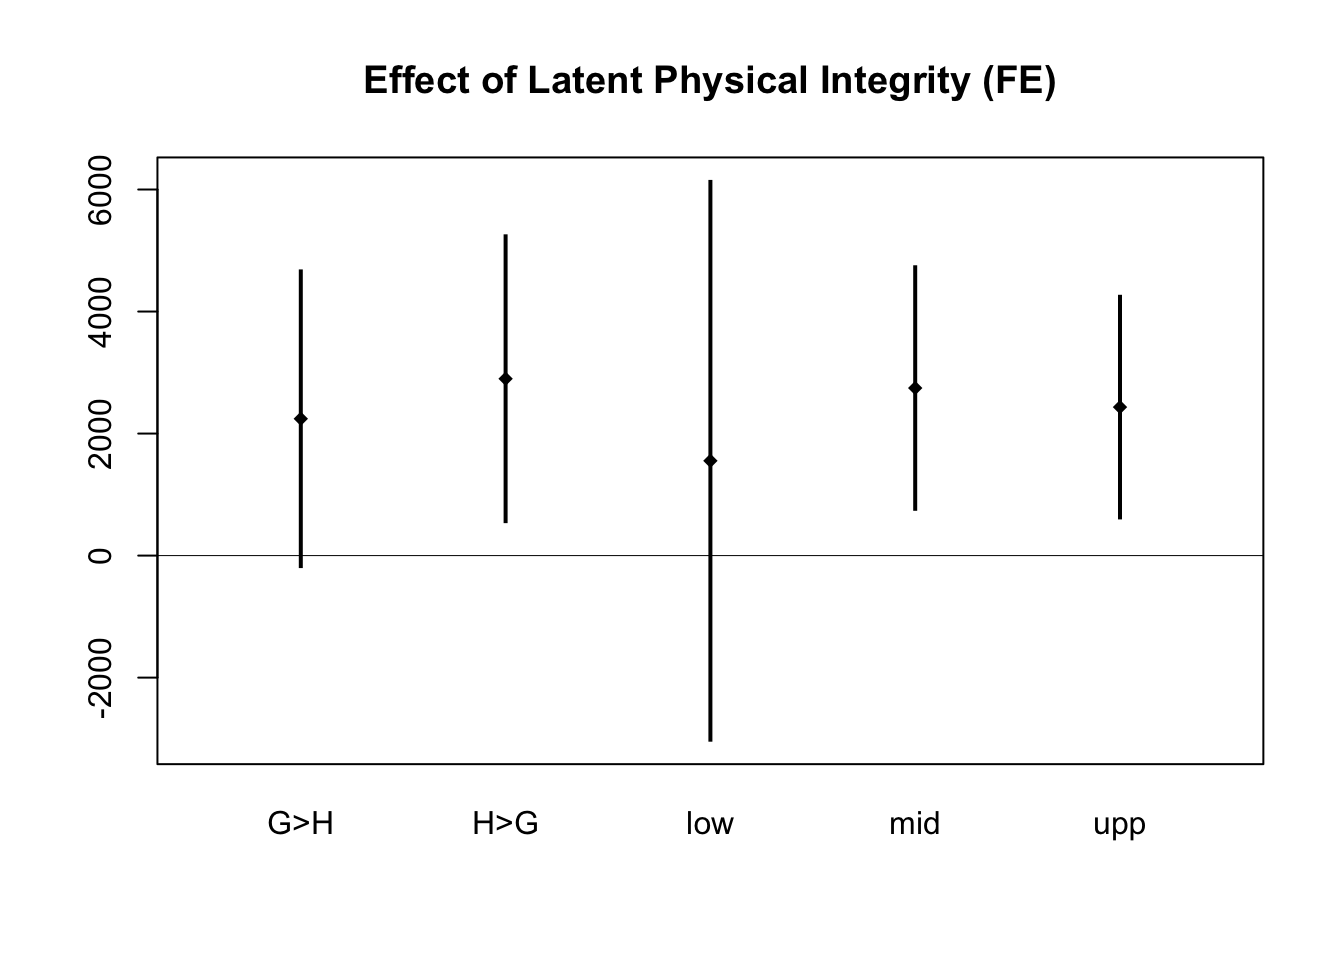 Effect of Latent Physical Integrity (FE)
6000
4000
2000
0
-2000
G>H H>G low mid upp